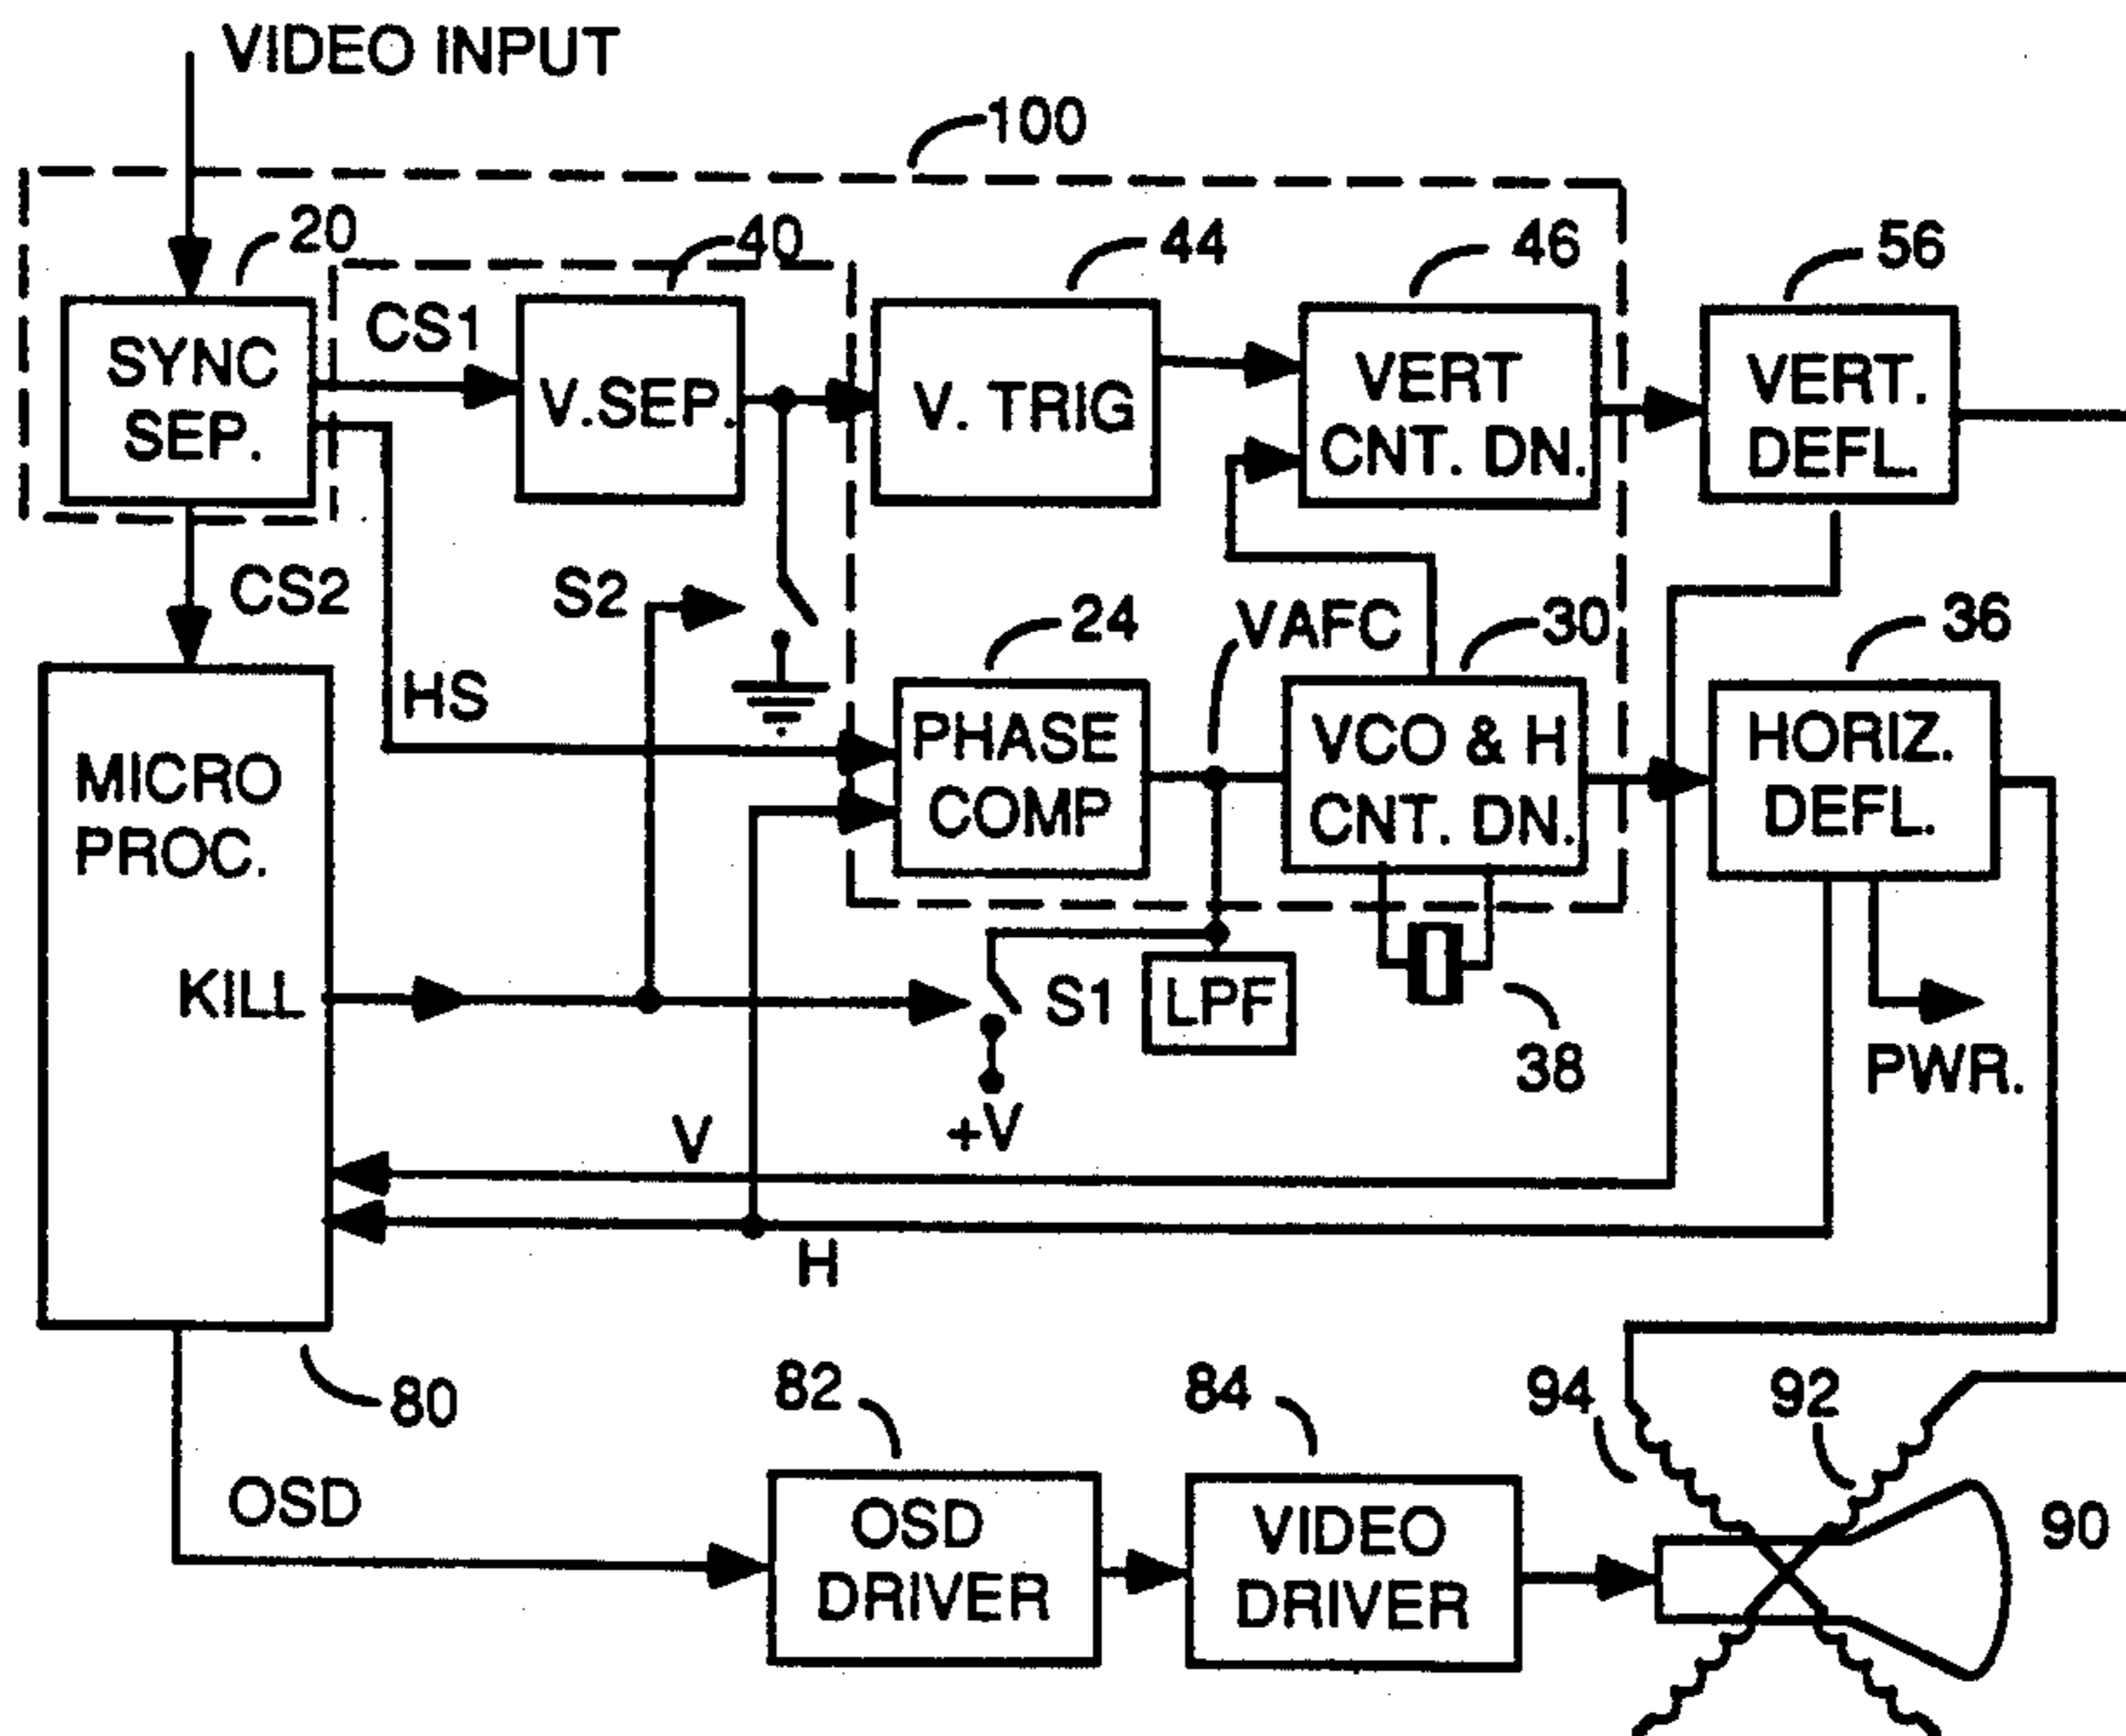 VIDEO INPUT
100
20
40
44
46
56
SYNC
SEP.
CS1
V.SEP.
V. TRIG
VERT
CNT. DN.
VERT.
DEFL.
CS2
S2
24
VAFC
30
36
HS
MICRO
PROC.
PHASE
COMP
VCO & H
CNT. DN.
HORIZ.
DEFL.
KILL
S1
LPF
38
PWR.
+V
V
H
80
82
84
94
92
OSD
OSD
DRIVER
VIDEO
DRIVER
90